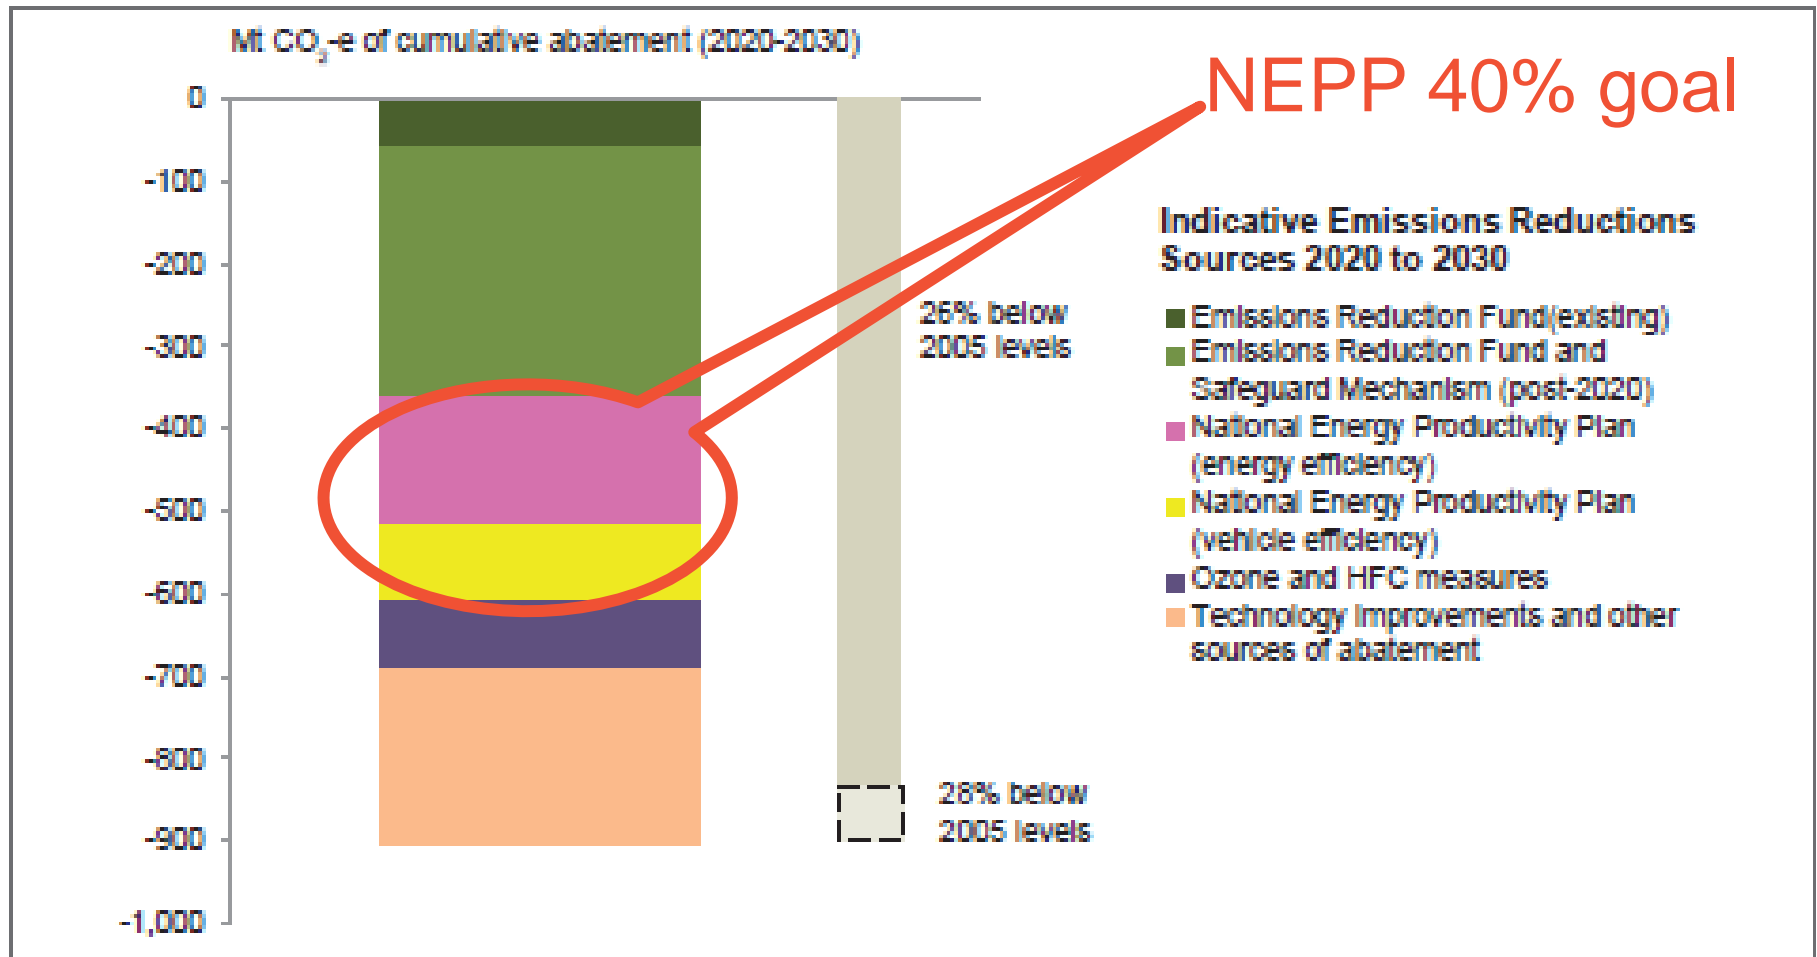 Mt CO₂-e of cumulative abatement (2020-2030)
NEPP 40% goal
0
-100
-200
-300
-400
-500
-600
-700
-800
-900
-1,000
26% below
2005 levels
28% below
2005 levels
Indicative Emissions Reductions
Sources 2020 to 2030
Emissions Reduction Fund(existing)
Emissions Reduction Fund and
Safeguard Mechanism (post-2020)
National Energy Productivity Plan
(energy efficiency)
National Energy Productivity Plan
(vehicle efficiency)
Ozone and HFC measures
Technology Improvements and other
sources of abatement